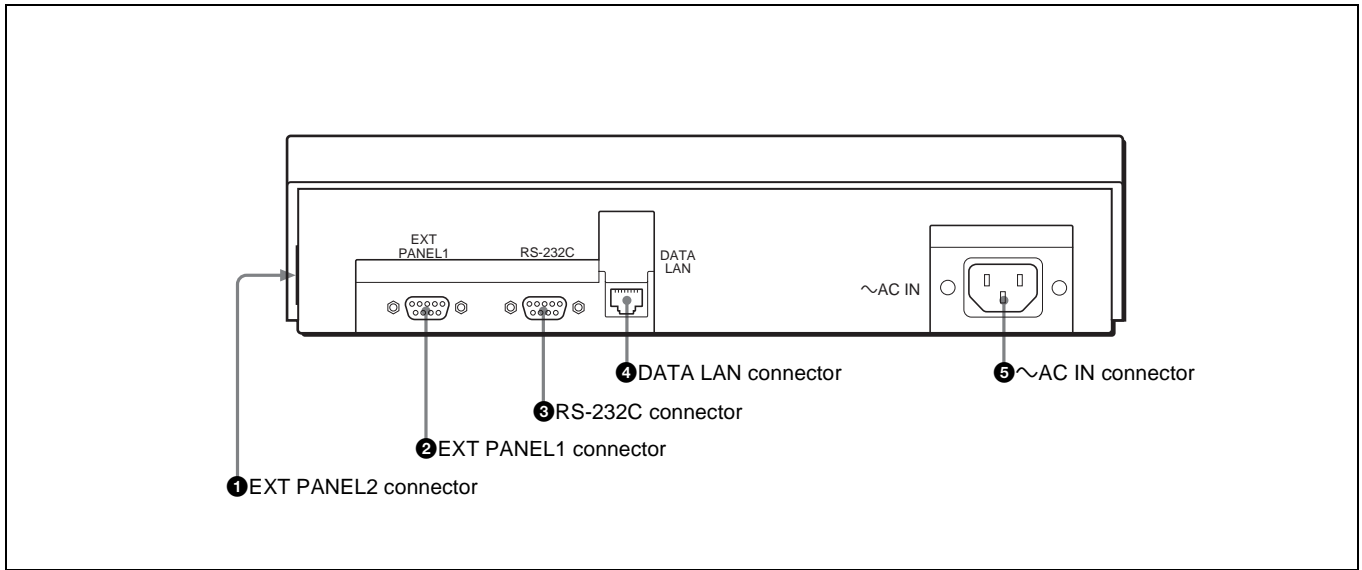 EXT
PANEL1
RS-232C
DATA
LAN
～AC IN
❹DATA LAN connector
❺～AC IN connector
❸RS-232C connector
❷EXT PANEL1 connector
❶EXT PANEL2 connector